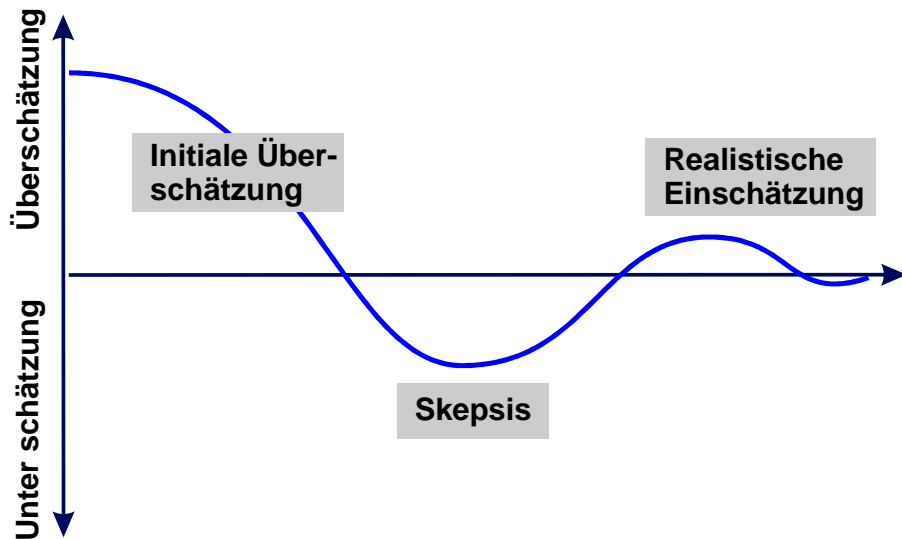 Überschätzung
Initiale Über-
schätzung
Realistische
Einschätzung
Unter schätzung
Skepsis